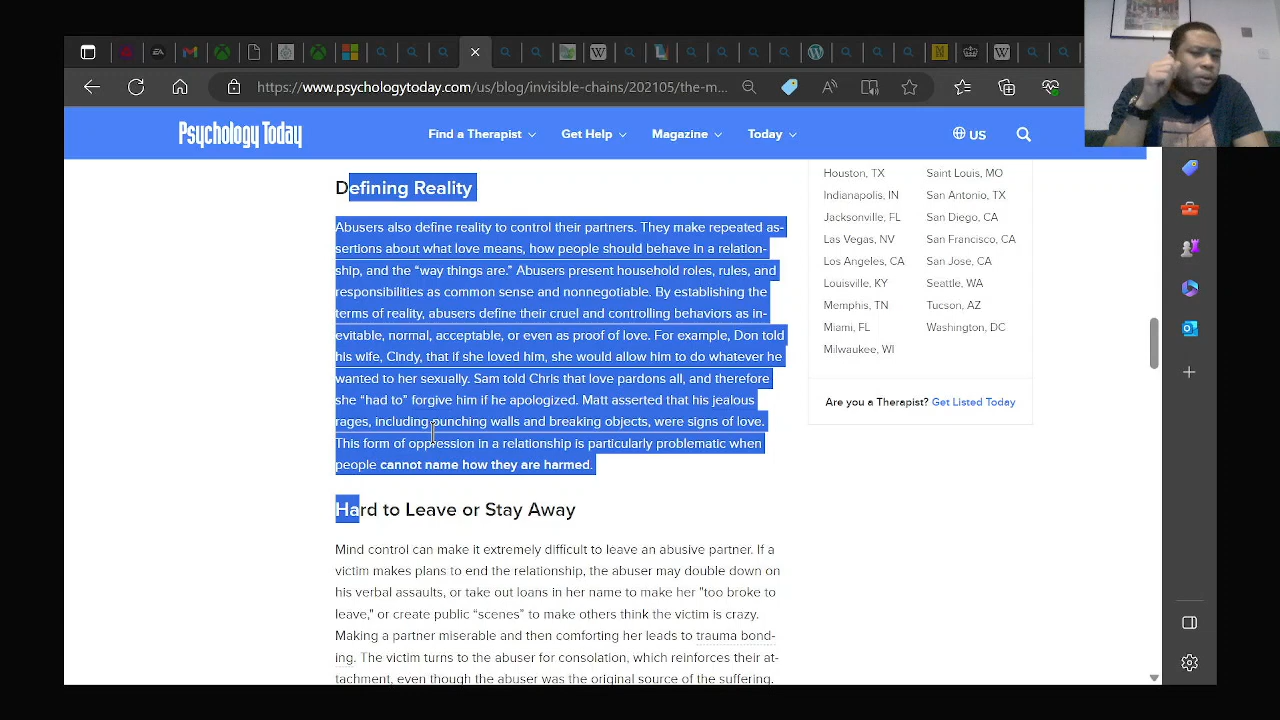 https://www.psychologytoday.com/us/blog/invisible-chains/202105/the-m...
Psychology Today
Find a Therapist
Get Help
Magazine
Today
US
Defining Reality
Abusers also define reality to control their partners. They make repeated as-
sertions about what love means, how people should behave in a relation-
ship, and the “way things are.” Abusers present household roles, rules, and
responsibilities as common sense and nonnegotiable. By establishing the
terms of reality, abusers define their cruel and controlling behaviors as in-
evitable, normal, acceptable, or even as proof of love. For example, Don told
his wife, Cindy, that if she loved him, she would allow him to do whatever he
wanted to her sexually. Sam told Chris that love pardons all, and therefore
she “had to” forgive him if he apologized. Matt asserted that his jealous
rages, including punching walls and breaking objects, were signs of love.
This form of oppression in a relationship is particularly problematic when
people cannot name how they are harmed.
Hard to Leave or Stay Away
Mind control can make it extremely difficult to leave an abusive partner. If a
victim makes plans to end the relationship, the abuser may double down on
his verbal assaults, or take out loans in her name to make her "too broke to
leave," or create public “scenes” to make others think the victim is crazy.
Making a partner miserable and then comforting her leads to trauma bond-
ing. The victim turns to the abuser for consolation, which reinforces their at-
tachment, even though the abuser was the original source of the suffering.
Houston, TX
Indianapolis, IN
Jacksonville, FL
Las Vegas, NV
Los Angeles, CA
Louisville, KY
Memphis, TN
Miami, FL
Milwaukee, WI
Saint Louis, MO
San Antonio, TX
San Diego, CA
San Francisco, CA
San Jose, CA
Seattle, WA
Tucson, AZ
Washington, DC
Are you a Therapist? Get Listed Today